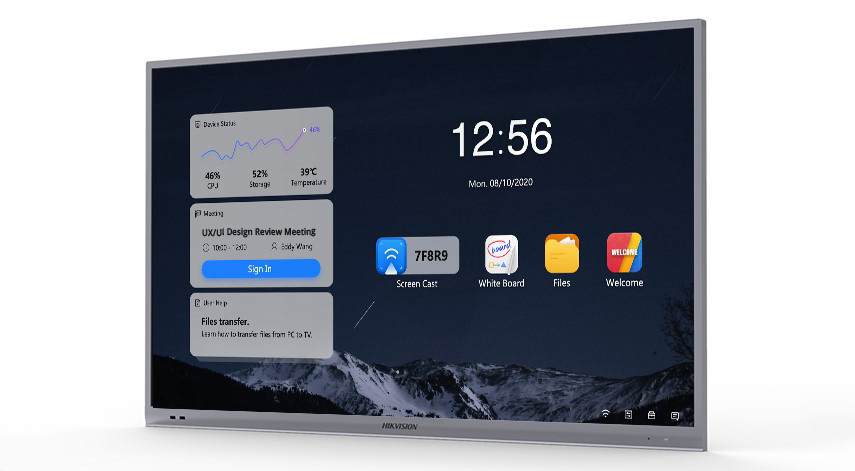 Device Status
46%
46% 52% 39℃
CPU Storage Temperature
Meeting
UX/UI Design Review Meeting
10:00 - 12:00 Eddy Wang
Sign In
User Help
Files transfer.
Learn how to transfer files from PC to TV.
12:56
Mon. 08/10/2020
7F8R9
board
WELCOME
Screen Cast White Board Files Welcome
HIKVISION